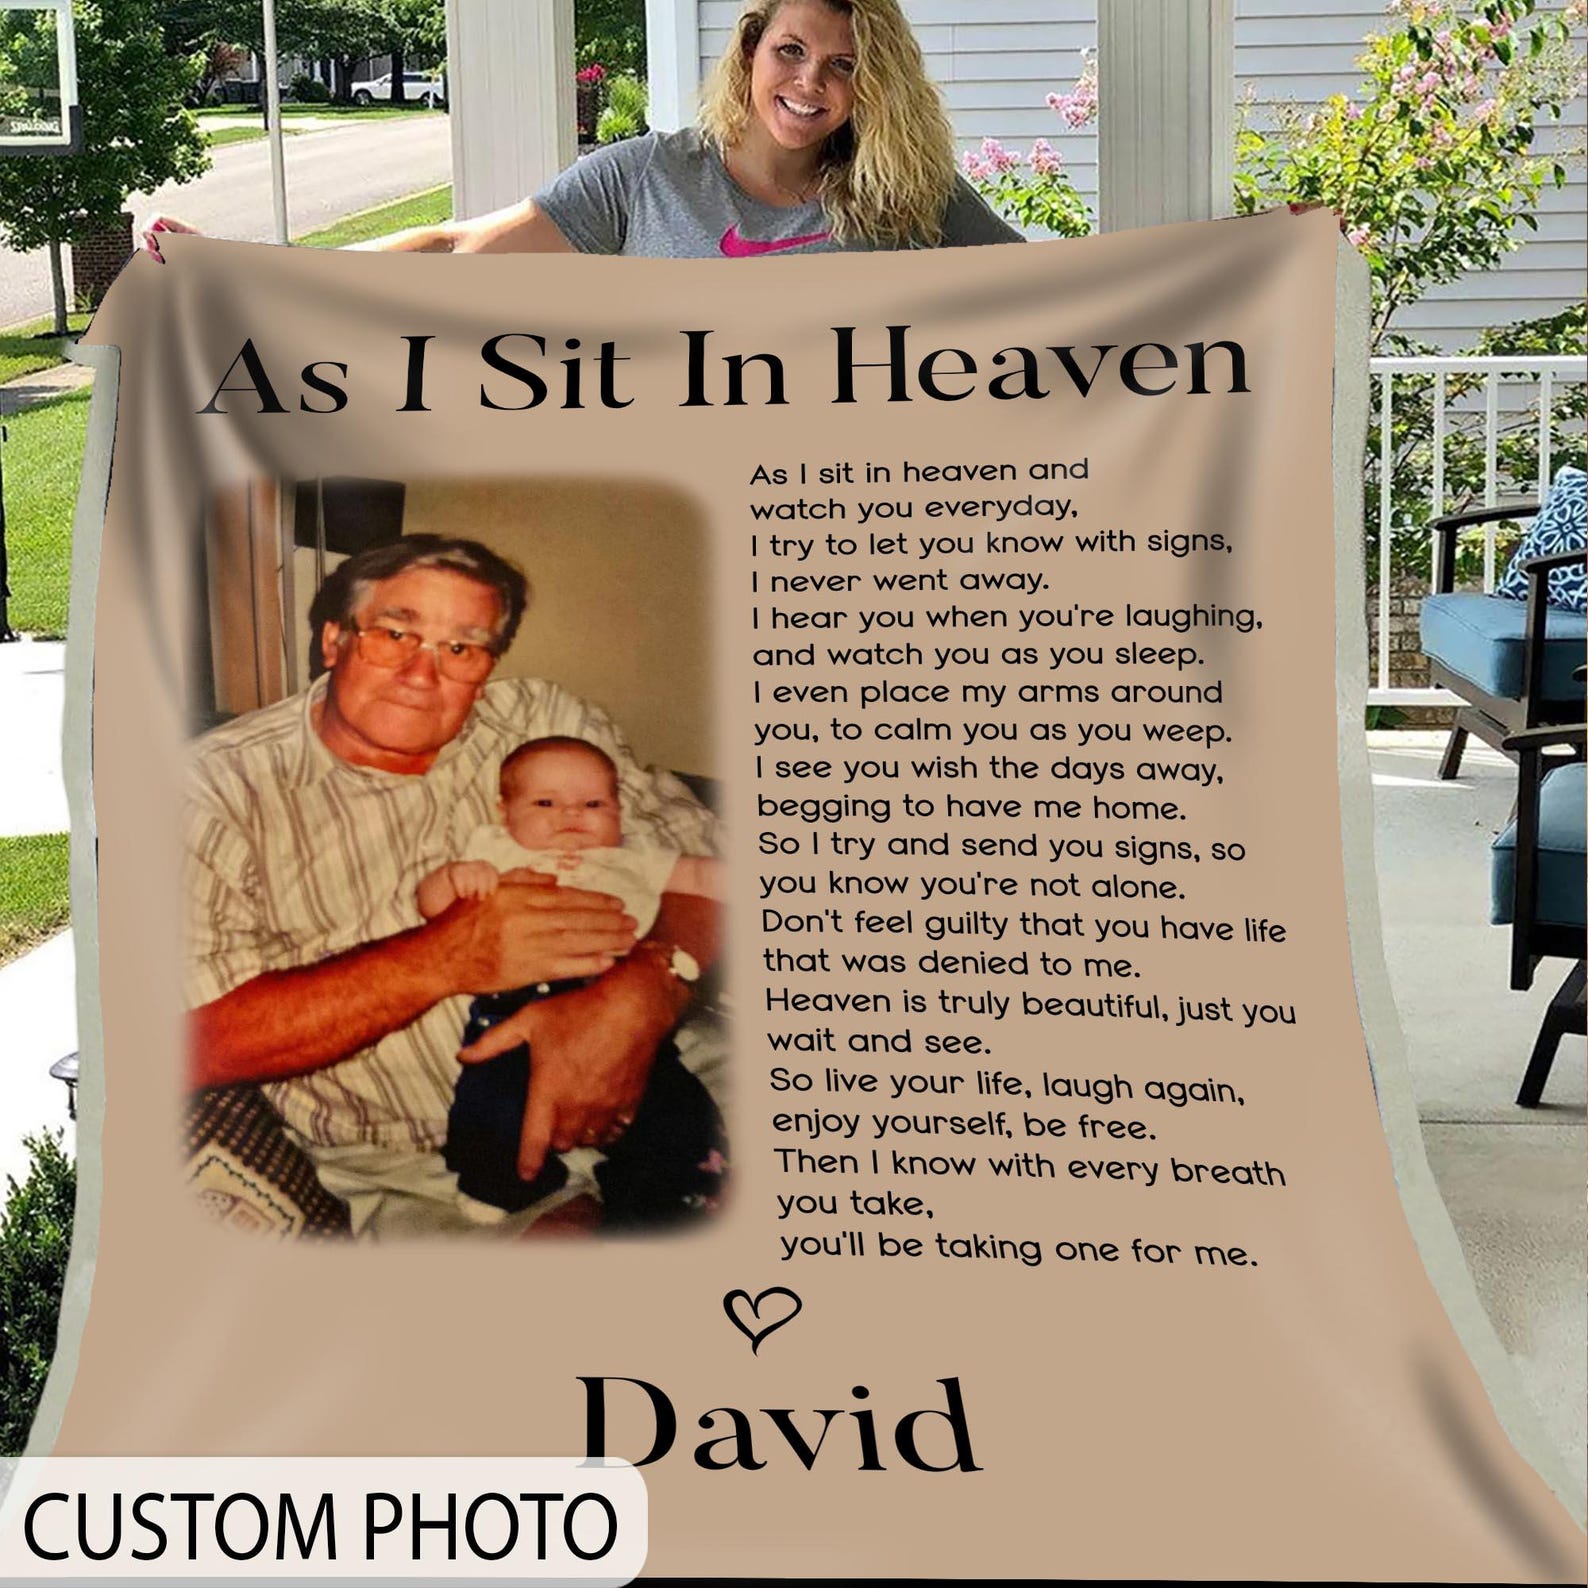 SPALDING
As I Sit In Heaven
As I sit in heaven and
watch you everyday,
I try to let you know with signs,
I never went away.
I hear you when you're laughing,
and watch you as you sleep.
I even place my arms around
you, to calm you as you weep.
I see you wish the days away,
begging to have me home.
So I try and send you signs, so
you know you're not alone.
Don't feel guilty that you have life
that was denied to me.
Heaven is truly beautiful, just you
wait and see.
So live your life, laugh again,
enjoy yourself, be free.
Then I know with every breath
you take,
you'll be taking one for me.
David
CUSTOM PHOTO